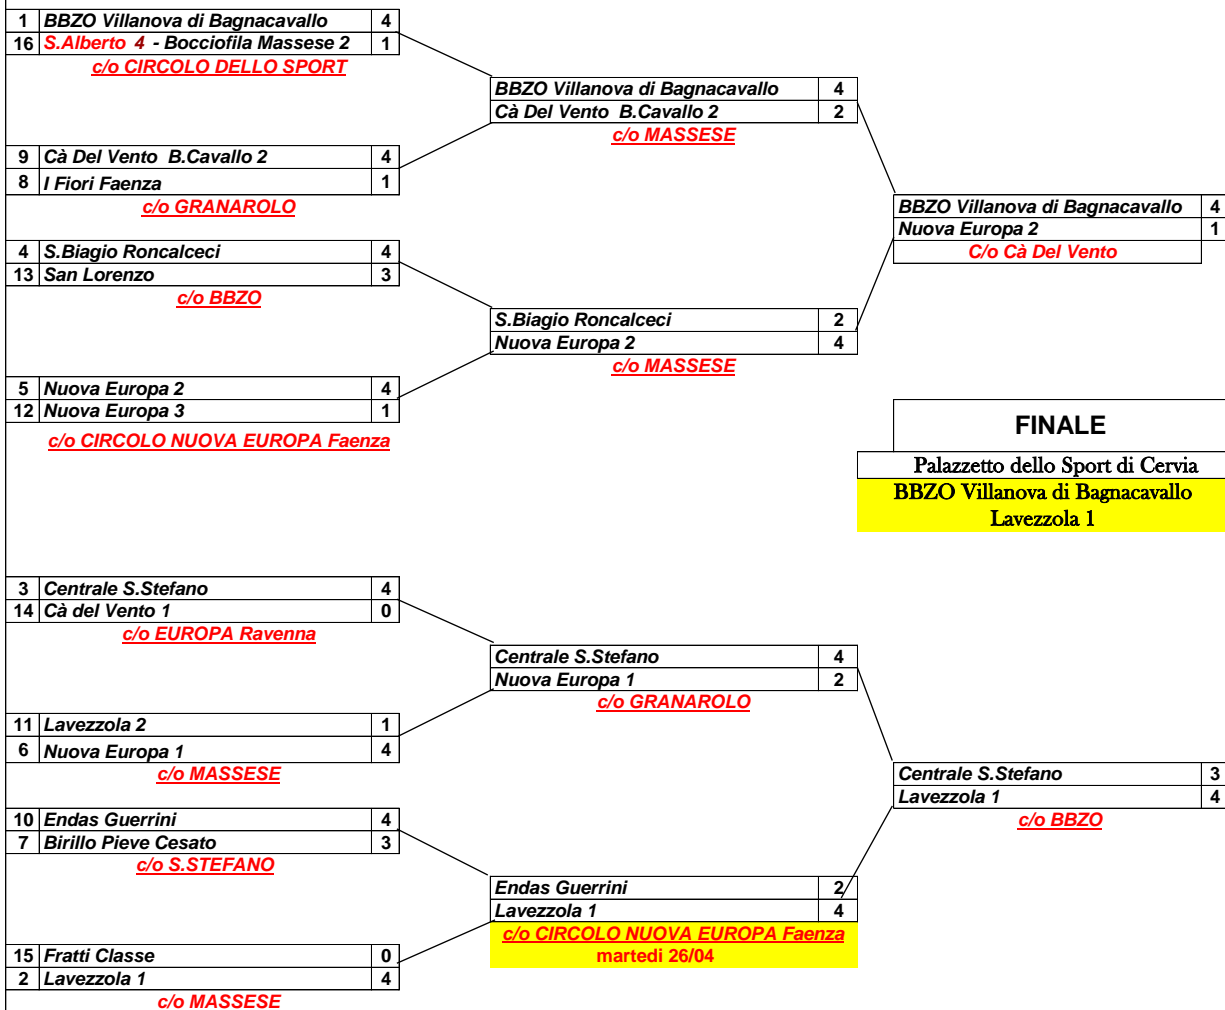 1 BBZO Villanova di Bagnacavallo 4
16 S.Alberto 4 - Bocciofila Massese 2 1
c/o CIRCOLO DELLO SPORT
BBZO Villanova di Bagnacavallo 4
Cà Del Vento B.Cavallo 2 2
c/o MASSESE
9 Cà Del Vento B.Cavallo 2 4
8 I Fiori Faenza 1
c/o GRANAROLO
BBZO Villanova di Bagnacavallo 4
Nuova Europa 2 1
C/o Cà Del Vento
4 S.Biagio Roncalceci 4
13 San Lorenzo 3
c/o BBZO
S.Biagio Roncalceci 2
Nuova Europa 2 4
c/o MASSESE
5 Nuova Europa 2 4
12 Nuova Europa 3 1
c/o CIRCOLO NUOVA EUROPA Faenza
FINALE
Palazzetto dello Sport di Cervia
BBZO Villanova di Bagnacavallo
Lavezzola 1
3 Centrale S.Stefano 4
14 Cà del Vento 1 0
c/o EUROPA Ravenna
Centrale S.Stefano 4
Nuova Europa 1 2
c/o GRANAROLO
11 Lavezzola 2 1
6 Nuova Europa 1 4
c/o MASSESE
Centrale S.Stefano 3
Lavezzola 1 4
c/o BBZO
10 Endas Guerrini 4
7 Birillo Pieve Cesato 3
c/o S.STEFANO
Endas Guerrini 2
Lavezzola 1 4
c/o CIRCOLO NUOVA EUROPA Faenza
martedi 26/04
15 Fratti Classe 0
2 Lavezzola 1 4
c/o MASSESE